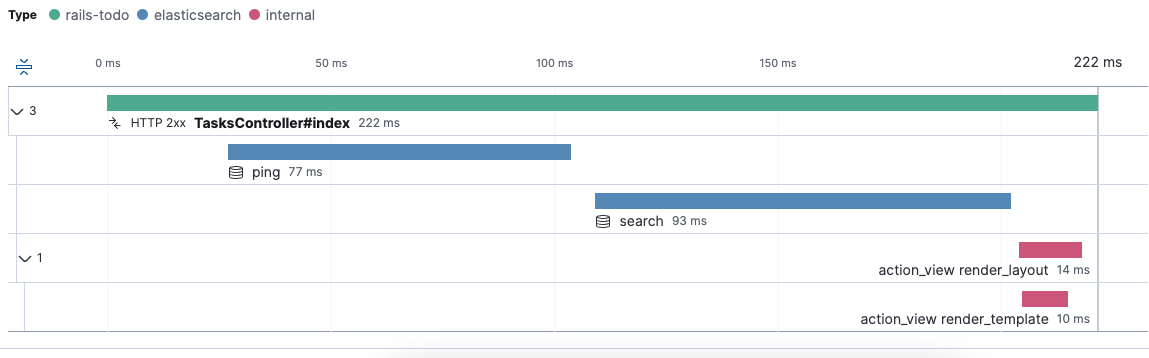 Type rails-todo elasticsearch internal
0 ms 50 ms 100 ms 150 ms 222 ms
3
HTTP 2xx TasksController#index 222 ms
ping 77 ms
search 93 ms
1
action_view render_layout 14 ms
action_view render_template 10 ms